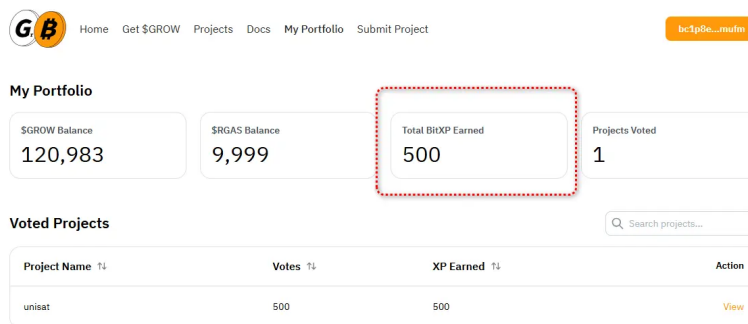 G, B Home Get $GROW Projects Docs My Portfolio Submit Project bc1p8e...mulm
My Portfolio
$GROW Balance $RGAS Balance Total BitXP Earned Projects Voted
120,983 9,999 500 1
Voted Projects Search projects...
Project Name Votes XP Earned Action
unisat 500 500 View